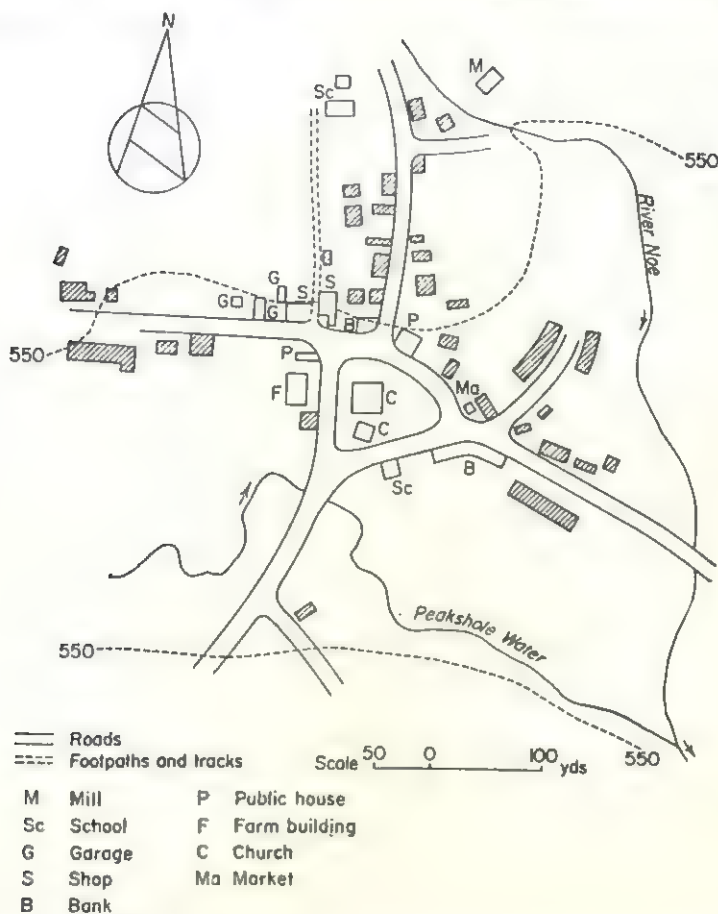 N
M
Sc
550
River Noe
G
S
S
G
G
B
P
550
P
Ma
F
C
C
Sc
B
Peakshole Water
550
550
Roads
Footpaths and tracks
Scale 50 0 100 yds
M Mill P Public house
Sc School F Farm building
G Garage C Church
S Shop Ma Market
B Bank